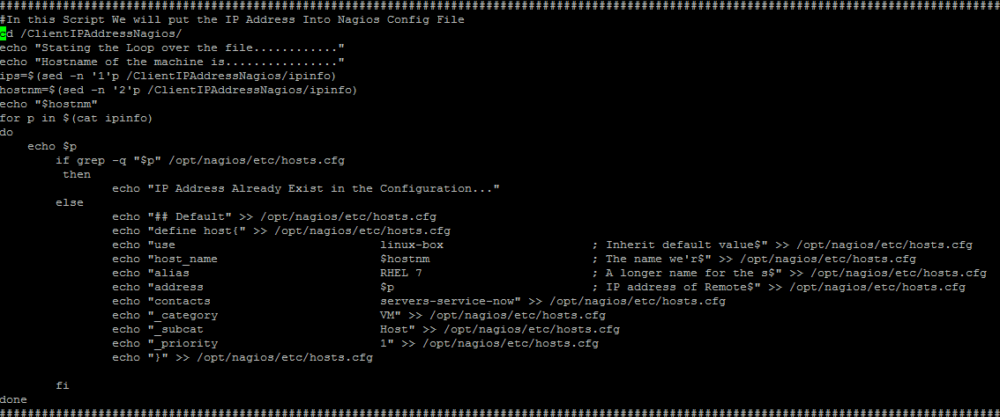 ##############################################################################################################################################
#In this Script We will put the IP Address Into Nagios Config File
cd /ClientIPAddressNagios/
echo "Stating the Loop over the file............"
echo "Hostname of the machine is................"
ips=$(sed -n '1'p /ClientIPAddressNagios/ipinfo)
hostnm=$(sed -n '2'p /ClientIPAddressNagios/ipinfo)
echo "$hostnm"
for p in $(cat ipinfo)
do
    echo $p
        if grep -q "$p" /opt/nagios/etc/hosts.cfg
         then
                echo "IP Address Already Exist in the Configuration..."
        else
                echo "## Default" >> /opt/nagios/etc/hosts.cfg
                echo "define host{" >> /opt/nagios/etc/hosts.cfg
                echo "use                             linux-box                     ; Inherit default value$" >> /opt/nagios/etc/hosts.cfg
                echo "host_name                       $hostnm                       ; The name we'r$" >> /opt/nagios/etc/hosts.cfg
                echo "alias                           RHEL 7                        ; A longer name for the s$" >> /opt/nagios/etc/hosts.cfg
                echo "address                         $p                            ; IP address of Remote$" >> /opt/nagios/etc/hosts.cfg
                echo "contacts                        servers-service-now" >> /opt/nagios/etc/hosts.cfg
                echo "_category                       VM" >> /opt/nagios/etc/hosts.cfg
                echo "_subcat                         Host" >> /opt/nagios/etc/hosts.cfg
                echo "_priority                       1" >> /opt/nagios/etc/hosts.cfg
                echo "}" >> /opt/nagios/etc/hosts.cfg
        fi
done
##############################################################################################################################################